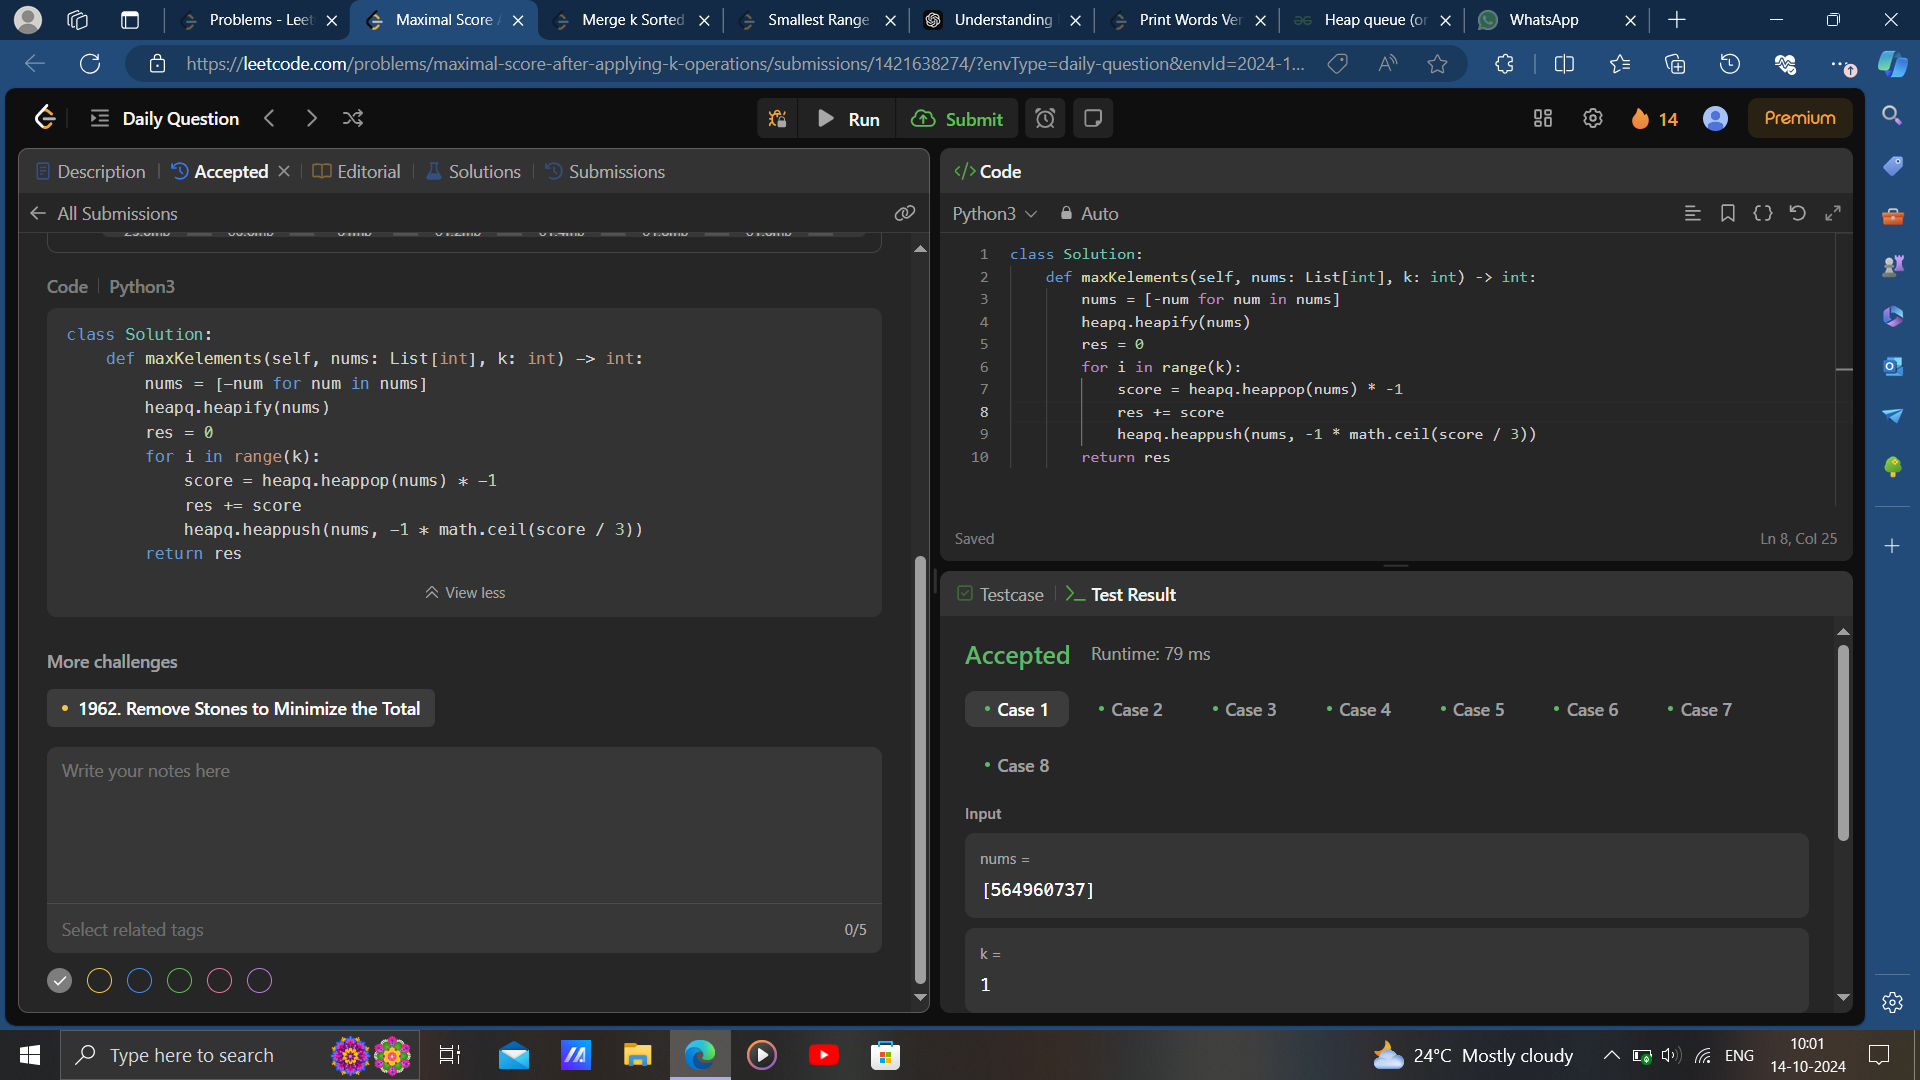 Problems - Leet
Maximal Score
Merge k Sorted
Smallest Range
Understanding
Print Words Ver
Heap queue (or
WhatsApp
https://leetcode.com/problems/maximal-score-after-applying-k-operations/submissions/1421638274/?envType=daily-question&envId=2024-1...
Daily Question
Run
Submit
14
Premium
Description
Accepted
Editorial
Solutions
Submissions
All Submissions
Code
Python3
class Solution:
def maxKelements(self, nums: List[int], k: int) -> int:
nums = [-num for num in nums]
heapq.heapify(nums)
res = 0
for i in range(k):
score = heapq.heappop(nums) * -1
res += score
heapq.heappush(nums, -1 * math.ceil(score / 3))
return res
View less
More challenges
1962. Remove Stones to Minimize the Total
Write your notes here
Select related tags
0/5
</> Code
Python3
Auto
1 class Solution:
2 def maxKelements(self, nums: List[int], k: int) -> int:
3 nums = [-num for num in nums]
4 heapq.heapify(nums)
5 res = 0
6 for i in range(k):
7 score = heapq.heappop(nums) * -1
8 res += score
9 heapq.heappush(nums, -1 * math.ceil(score / 3))
10 return res
Saved
Ln 8, Col 25
Testcase
Test Result
Accepted
Runtime: 79 ms
Case 1
Case 2
Case 3
Case 4
Case 5
Case 6
Case 7
Case 8
Input
nums =
[564960737]
k =
1
Type here to search
24°C Mostly cloudy
ENG
10:01
14-10-2024